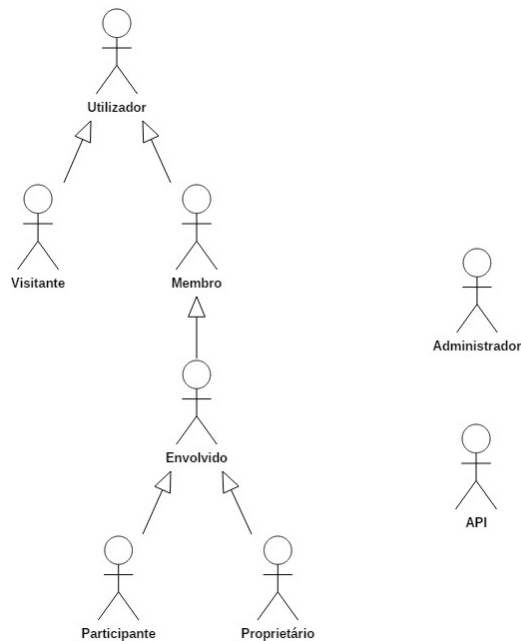 Utilizador
Visitante
Membro
Administrador
Envolvido
API
Participante
Proprietário